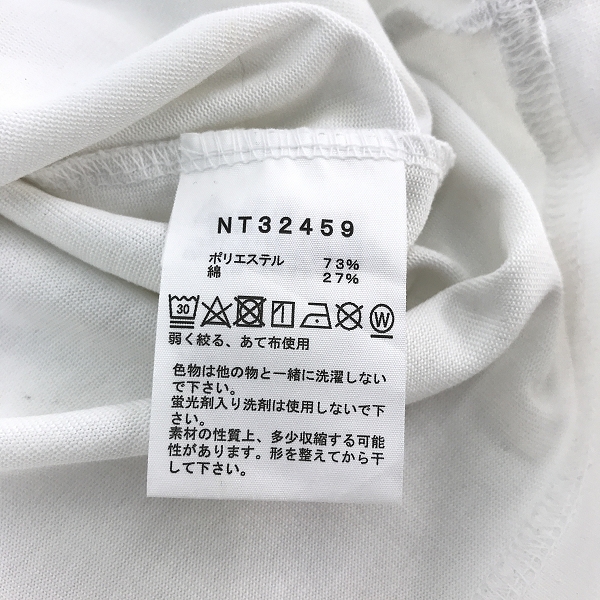 NT32459
ポリエステル 73%
綿 27%
30 W
弱く絞る、あて布使用
色物は他の物と一緒に洗濯しない
で下さい。
蛍光剤入り洗剤は使用しないで下
さい。
素材の性質上、多少収縮する可能
性があります。形を整えてから干
して下さい。